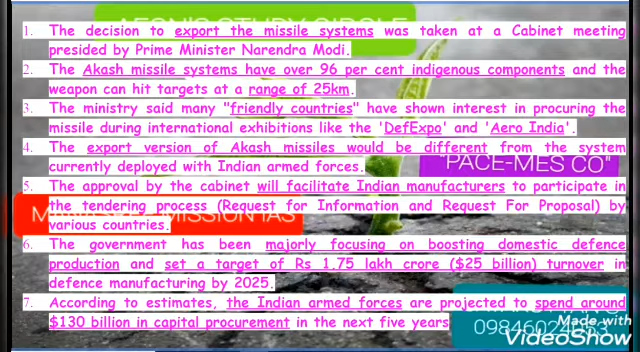 AEONIS STUDY CIRCLE
1. The decision to export the missile systems was taken at a Cabinet meeting
presided by Prime Minister Narendra Modi.
2. The Akash missile systems have over 96 per cent indigenous components and the
weapon can hit targets at a range of 25km.
3. The ministry said many "friendly countries" have shown interest in procuring the
missile during international exhibitions like the 'DefExpo' and 'Aero India'.
4. The export version of Akash missiles would be different from the system
currently deployed with Indian armed forces.
"PACE-MES CO"
5. The approval by the cabinet will facilitate Indian manufacturers to participate in
the tendering process (Request for Information and Request For Proposal) by
various countries.
MISSION IAS
6. The government has been majorly focusing on boosting domestic defence
production and set a target of Rs 1.75 lakh crore ($25 billion) turnover in
defence manufacturing by 2025.
7. According to estimates, the Indian armed forces are projected to spend around
$130 billion in capital procurement in the next five years
Made with
VideoShow